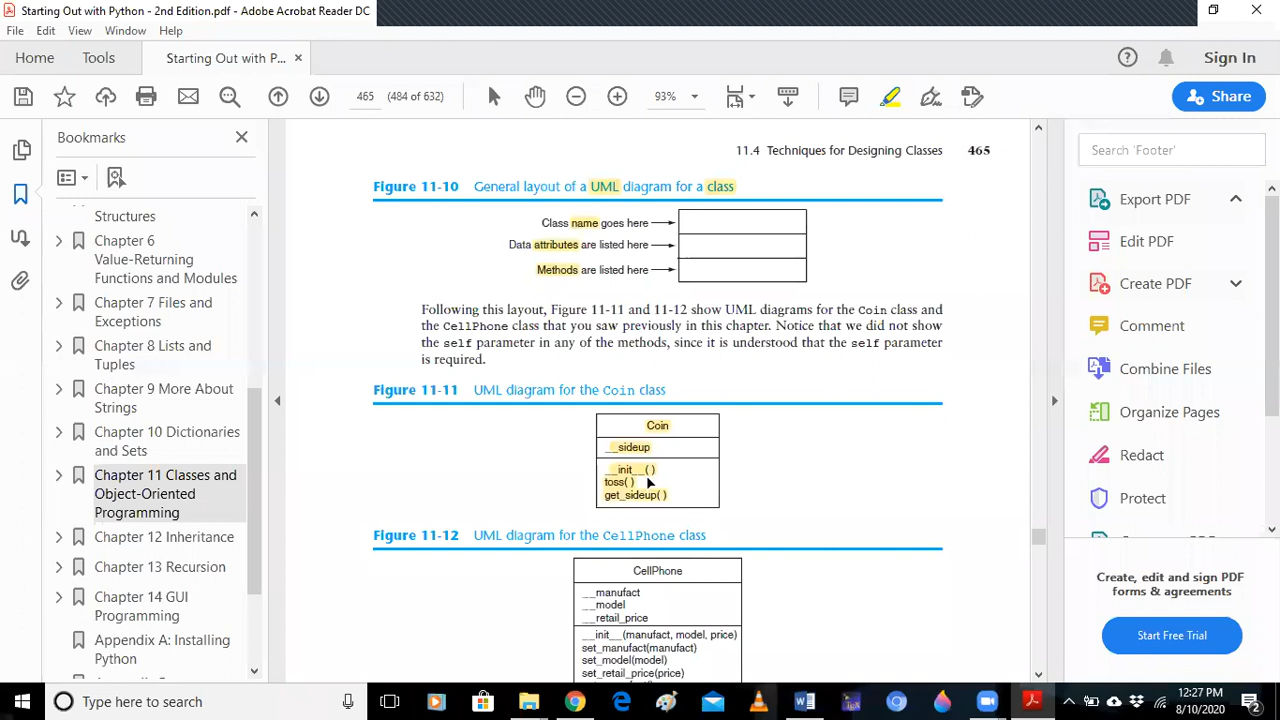 Starting Out with Python - 2nd Edition.pdf - Adobe Acrobat Reader DC
File Edit View Window Help
Home Tools Starting Out with P... × Sign In
465 (484 of 632) 93% Share
Bookmarks
Structures
Chapter 6
Value-Returning
Functions and Modules
Chapter 7 Files and
Exceptions
Chapter 8 Lists and
Tuples
Chapter 9 More About
Strings
Chapter 10 Dictionaries
and Sets
Chapter 11 Classes and
Object-Oriented
Programming
Chapter 12 Inheritance
Chapter 13 Recursion
Chapter 14 GUI
Programming
Appendix A: Installing
Python
11.4 Techniques for Designing Classes 465
Figure 11-10 General layout of a UML diagram for a class
Class name goes here
Data attributes are listed here
Methods are listed here
Following this layout, Figure 11-11 and 11-12 show UML diagrams for the Coin class and
the CellPhone class that you saw previously in this chapter. Notice that we did not show
the self parameter in any of the methods, since it is understood that the self parameter
is required.
Figure 11-11 UML diagram for the Coin class
Coin
__sideup
__init__( )
toss( )
get_sideup( )
Figure 11-12 UML diagram for the CellPhone class
CellPhone
__manufact
__model
__retail_price
__init__(manufact, model, price)
set_manufact(manufact)
set_model(model)
set_retail_price(price)
Search 'Footer'
Export PDF
Edit PDF
Create PDF
Comment
Combine Files
Organize Pages
Redact
Protect
Create, edit and sign PDF
forms & agreements
Start Free Trial
Type here to search
12:27 PM
8/10/2020
2